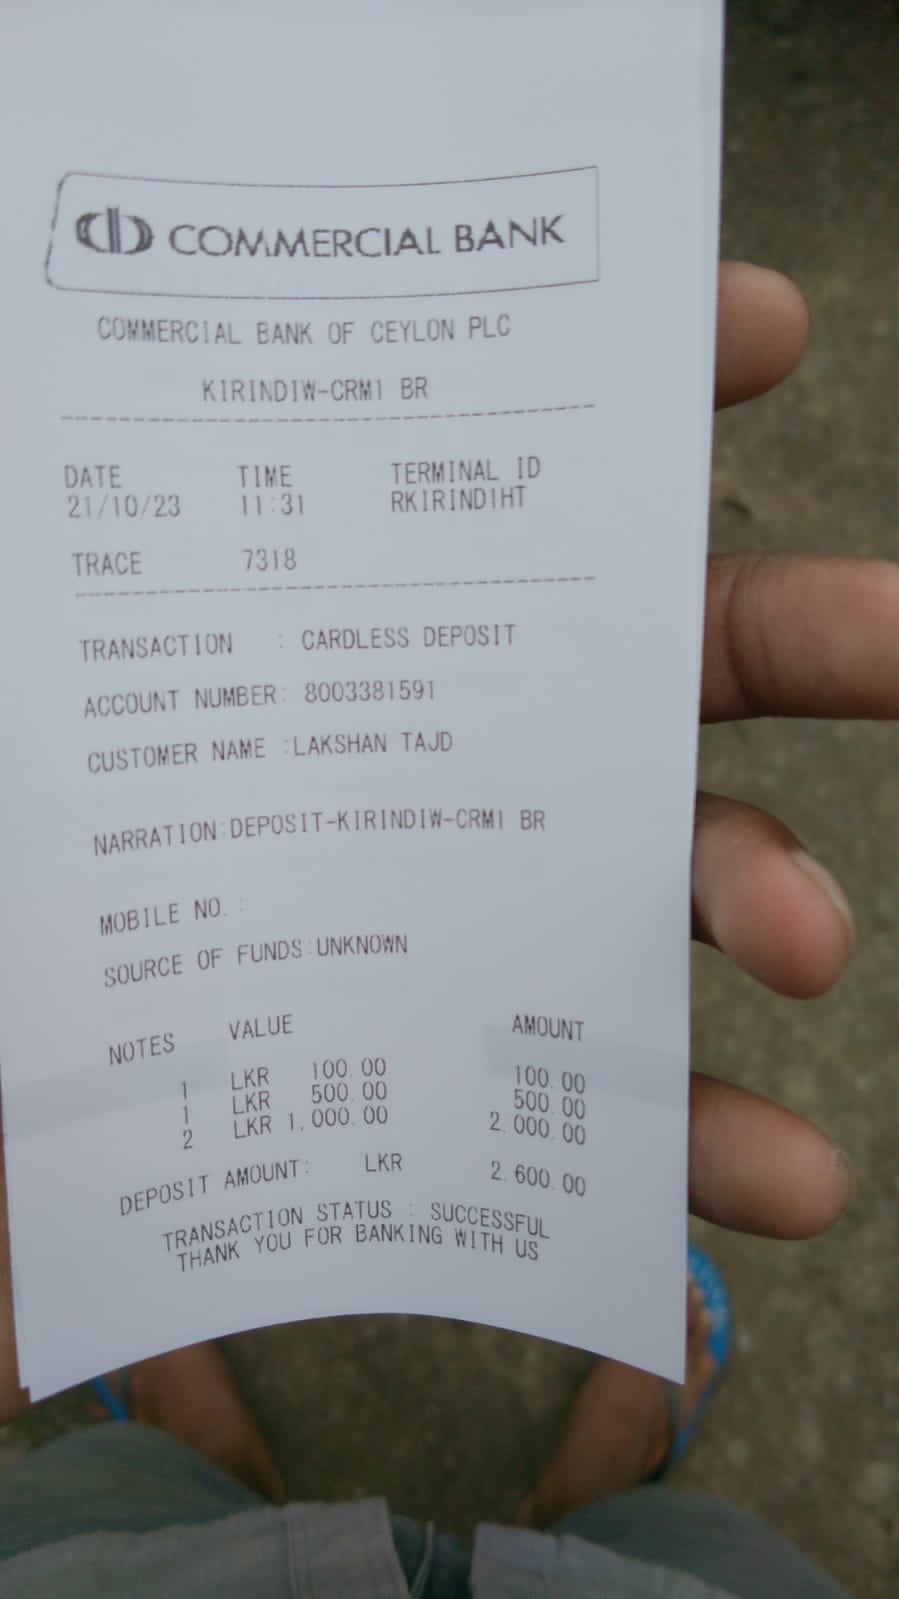 COMMERCIAL BANK
COMMERCIAL BANK OF CEYLON PLC
KIRINDIW-CRM1 BR
DATE TIME TERMINAL ID
21/10/23 11:31 RKIRIND1HT
TRACE 7318
TRANSACTION : CARDLESS DEPOSIT
ACCOUNT NUMBER: 8003381591
CUSTOMER NAME :LAKSHAN TAJD
NARRATION:DEPOSIT-KIRINDIW-CRM1 BR
MOBILE NO. :
SOURCE OF FUNDS:UNKNOWN
NOTES VALUE AMOUNT
1 LKR 100.00 100.00
1 LKR 500.00 500.00
2 LKR 1,000.00 2,000.00
DEPOSIT AMOUNT: LKR 2,600.00
TRANSACTION STATUS : SUCCESSFUL
THANK YOU FOR BANKING WITH US